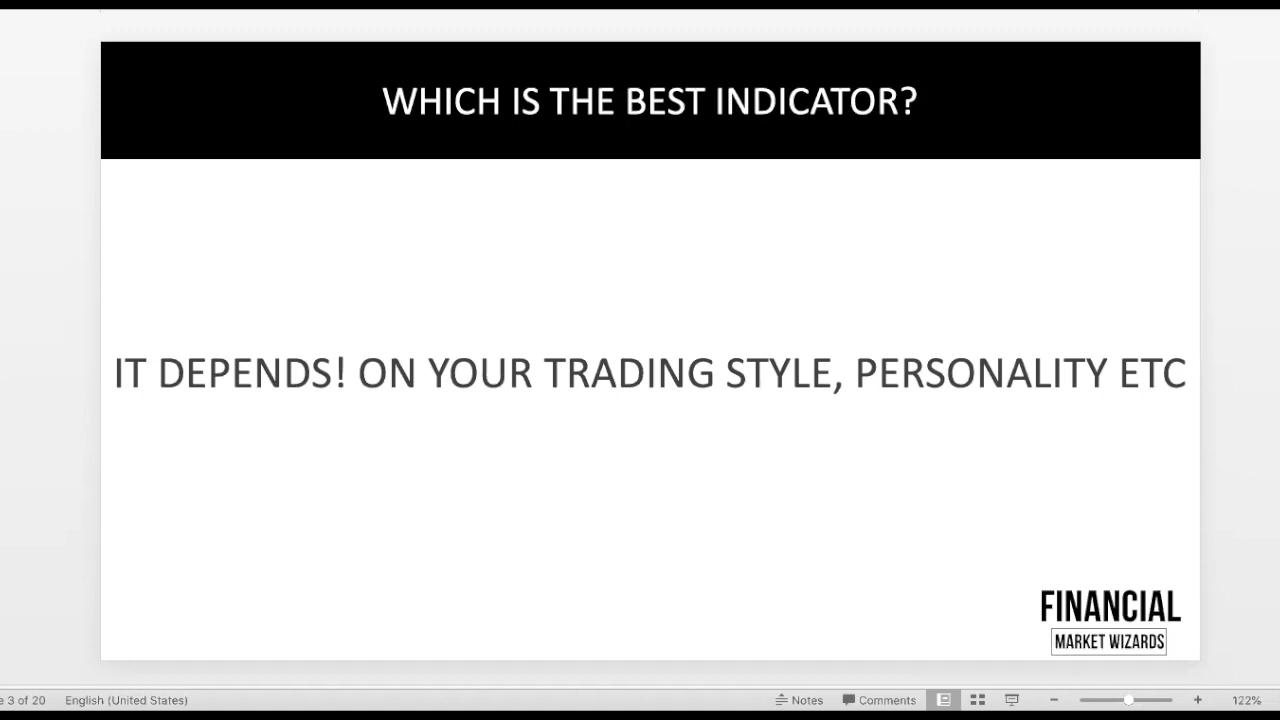 WHICH IS THE BEST INDICATOR?
IT DEPENDS! ON YOUR TRADING STYLE, PERSONALITY ETC
FINANCIAL
MARKET WIZARDS
e 3 of 20 English (United States) Notes Comments 122%